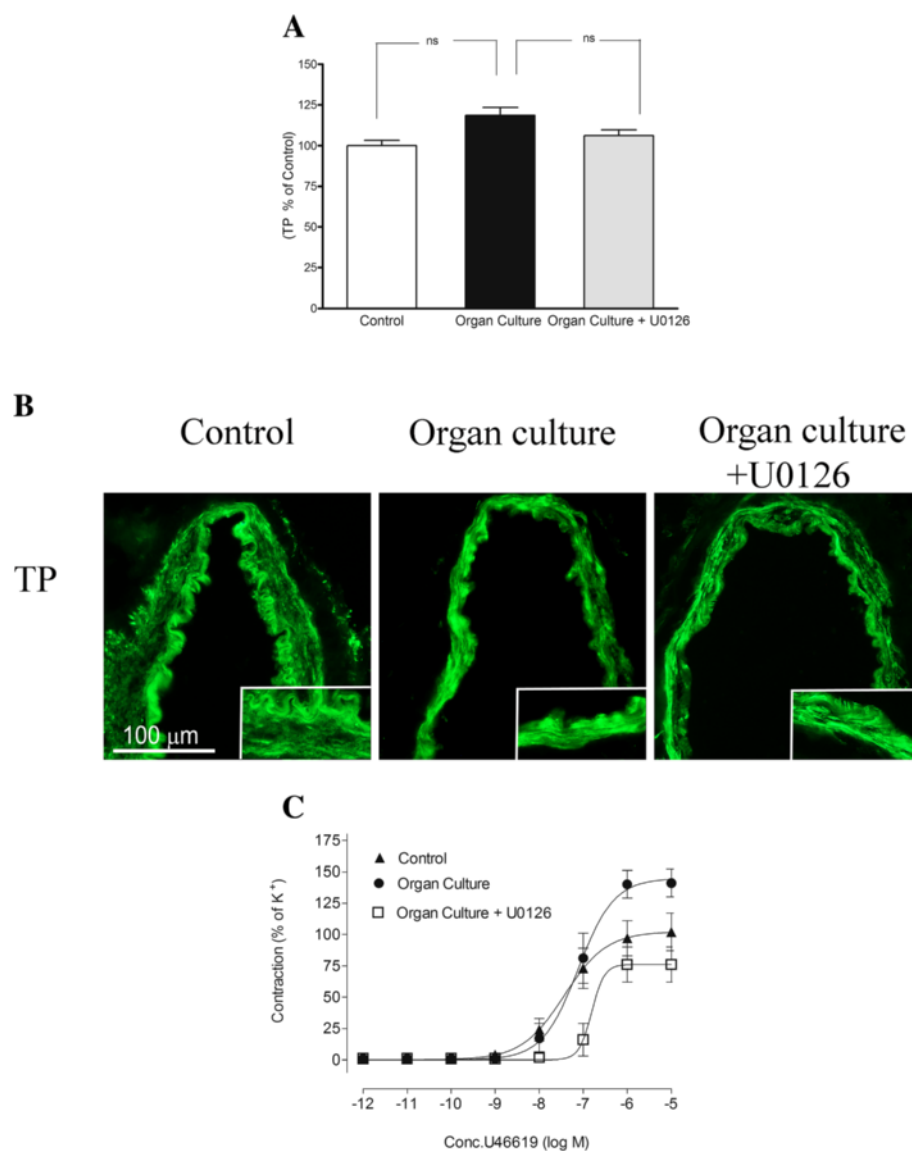 A
ns ns
150
125
100
75
50
25
0
(TP % of Control)
Control Organ Culture Organ Culture + U0126
B
Control Organ culture Organ culture
+U0126
TP
100 μm
C
175
150
125
100
75
50
25
0
Contraction (% of K⁺)
Control
Organ Culture
Organ Culture + U0126
-12 -11 -10 -9 -8 -7 -6 -5
Conc.U46619 (log M)